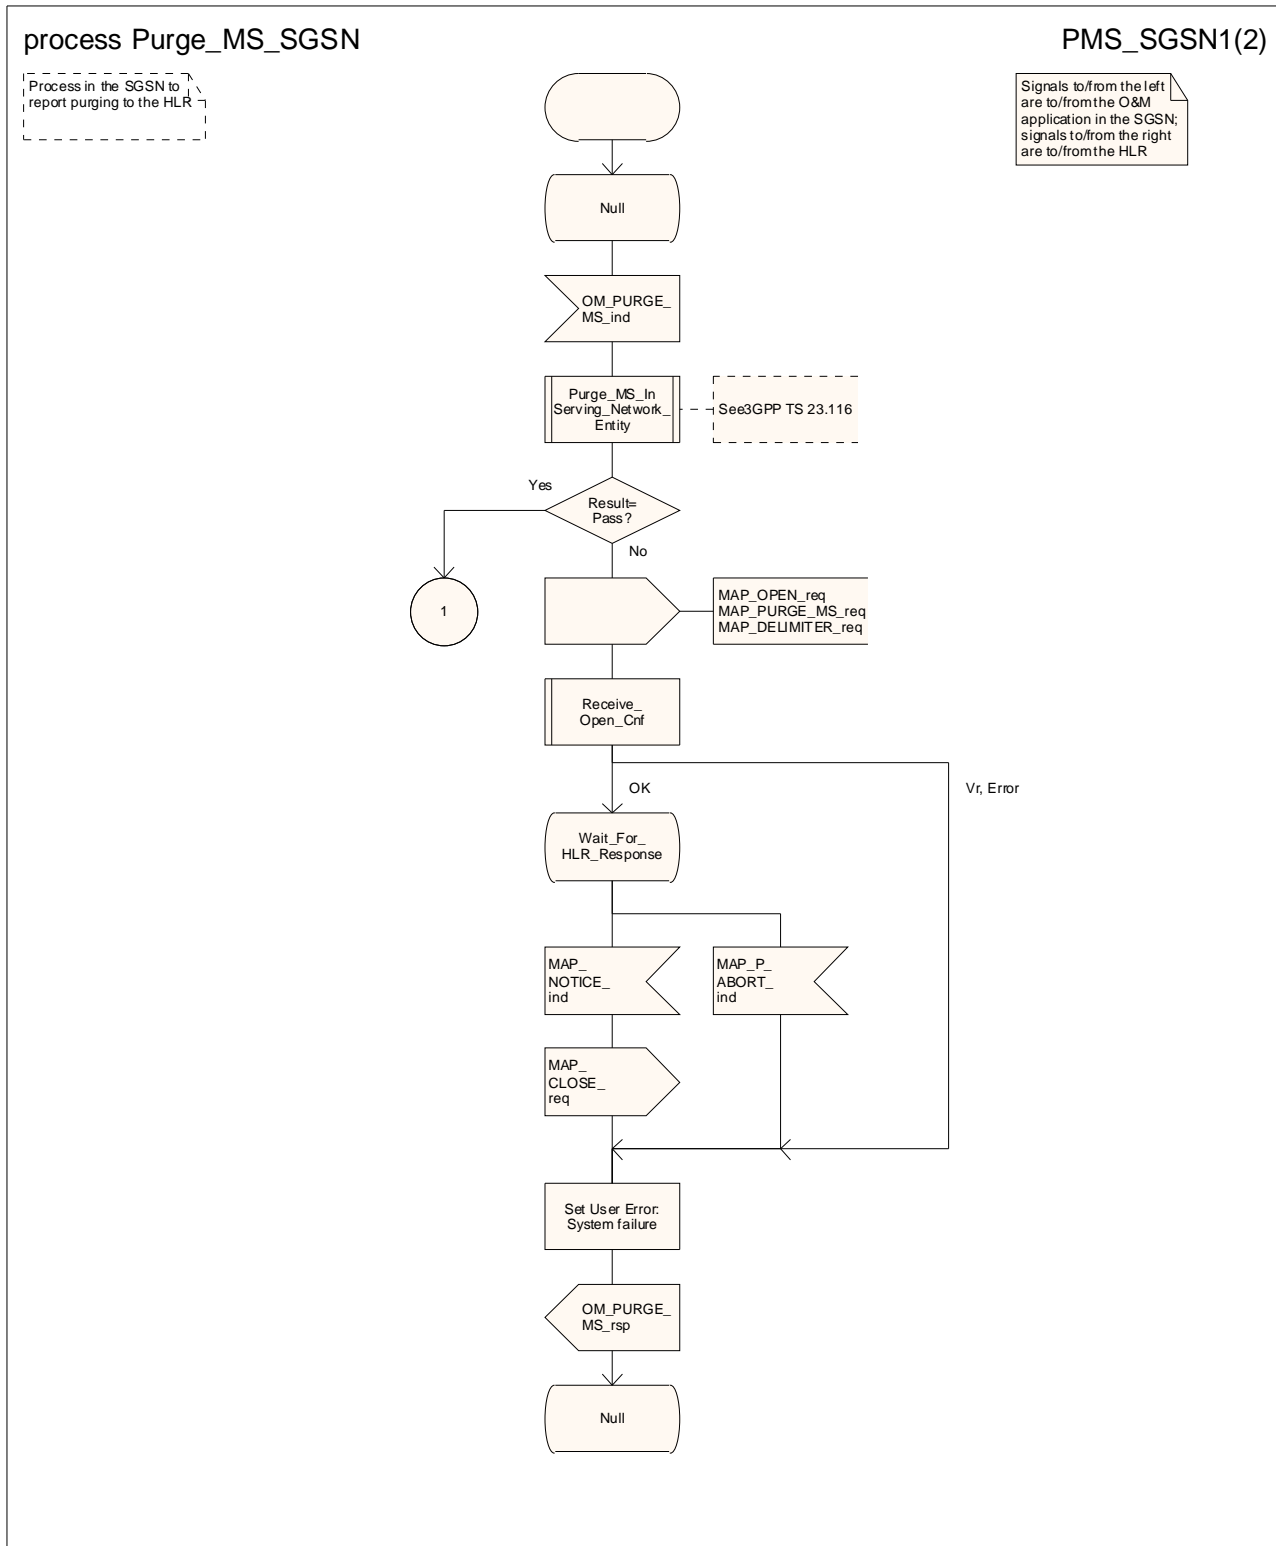 process Purge_MS_SGSN
PMS_SGSN1(2)
Process in the SGSN to
report purging to the HLR
Signals to/from the left
are to/from the O&M
application in the SGSN;
signals to/from the right
are to/from the HLR
Null
OM_PURGE_
MS_ind
Purge_MS_In
Serving_Network_
Entity
See3GPP TS 23.116
Yes
Result=
Pass?
No
1
MAP_OPEN_req
MAP_PURGE_MS_req
MAP_DELIMITER_req
Receive_
Open_Cnf
OK
Vr, Error
Wait_For_
HLR_Response
MAP_
NOTICE_
ind
MAP_P_
ABORT_
ind
MAP_
CLOSE_
req
Set User Error:
System failure
OM_PURGE_
MS_rsp
Null